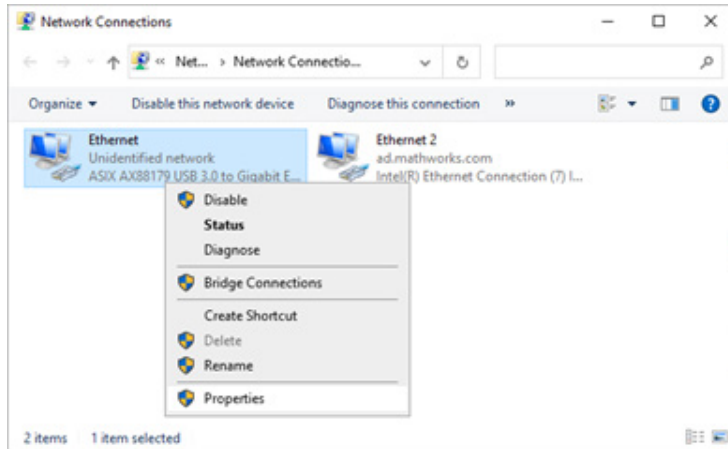 Network Connections
« Net... › Network Connectio...
Organize
Disable this network device
Diagnose this connection
»
Ethernet
Unidentified network
ASIX AX88179 USB 3.0 to Gigabit E...
Ethernet 2
ad.mathworks.com
Intel(R) Ethernet Connection (7) I...
Disable
Status
Diagnose
Bridge Connections
Create Shortcut
Delete
Rename
Properties
2 items
1 item selected